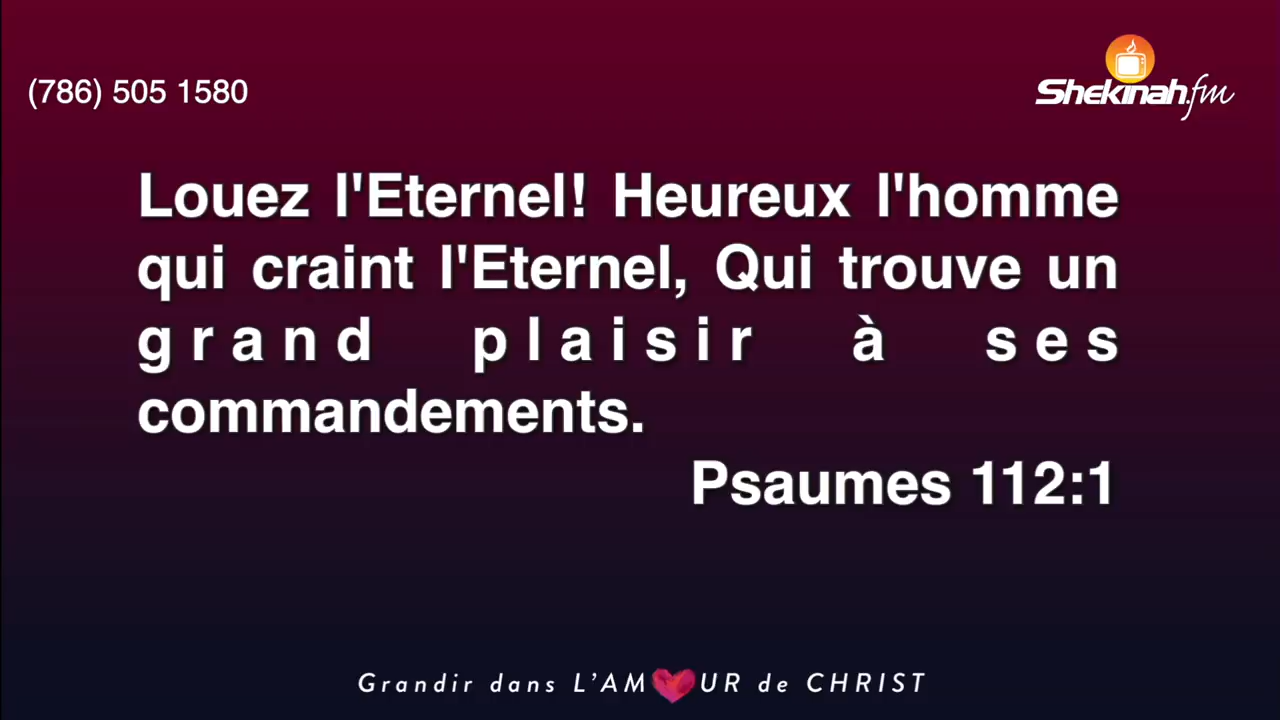 (786) 505 1580
Shekinah.fm
Louez l'Eternel! Heureux l'homme
qui craint l'Eternel, Qui trouve un
grand plaisir à ses
commandements.
Psaumes 112:1
Grandir dans L’AMOUR de CHRIST